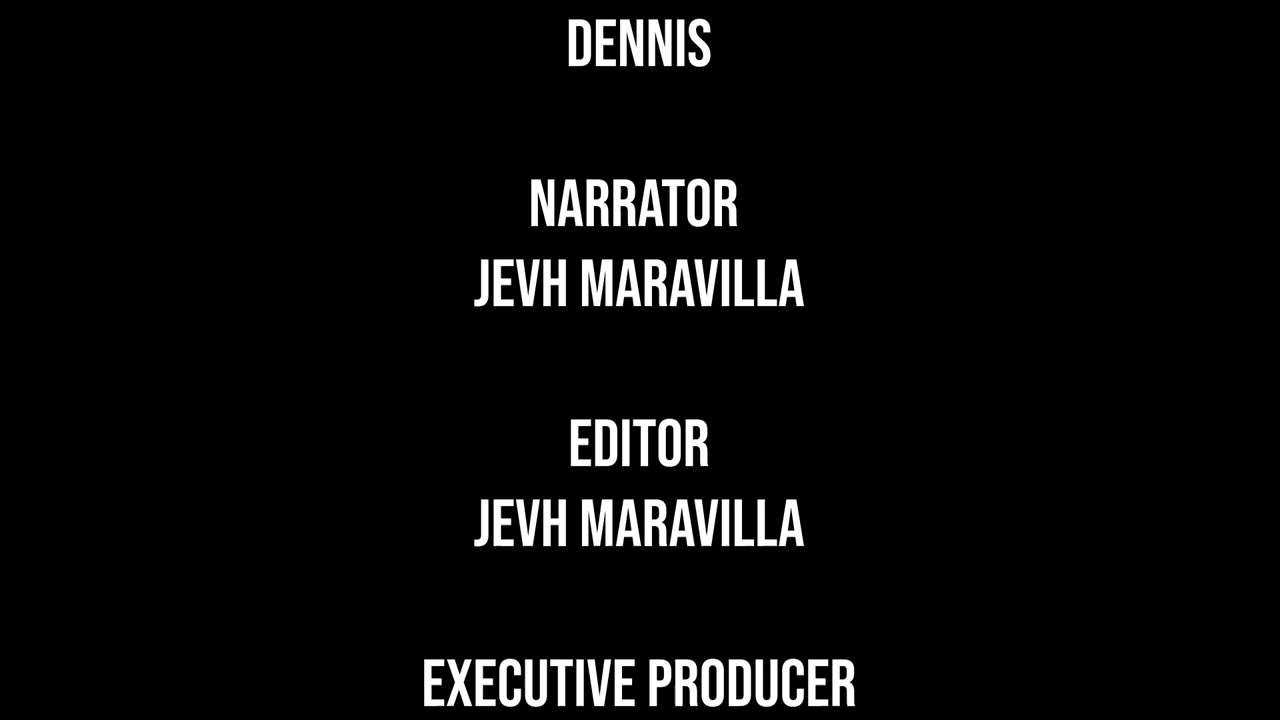 DENNIS
NARRATOR
JEVH MARAVILLA
EDITOR
JEVH MARAVILLA
EXECUTIVE PRODUCER